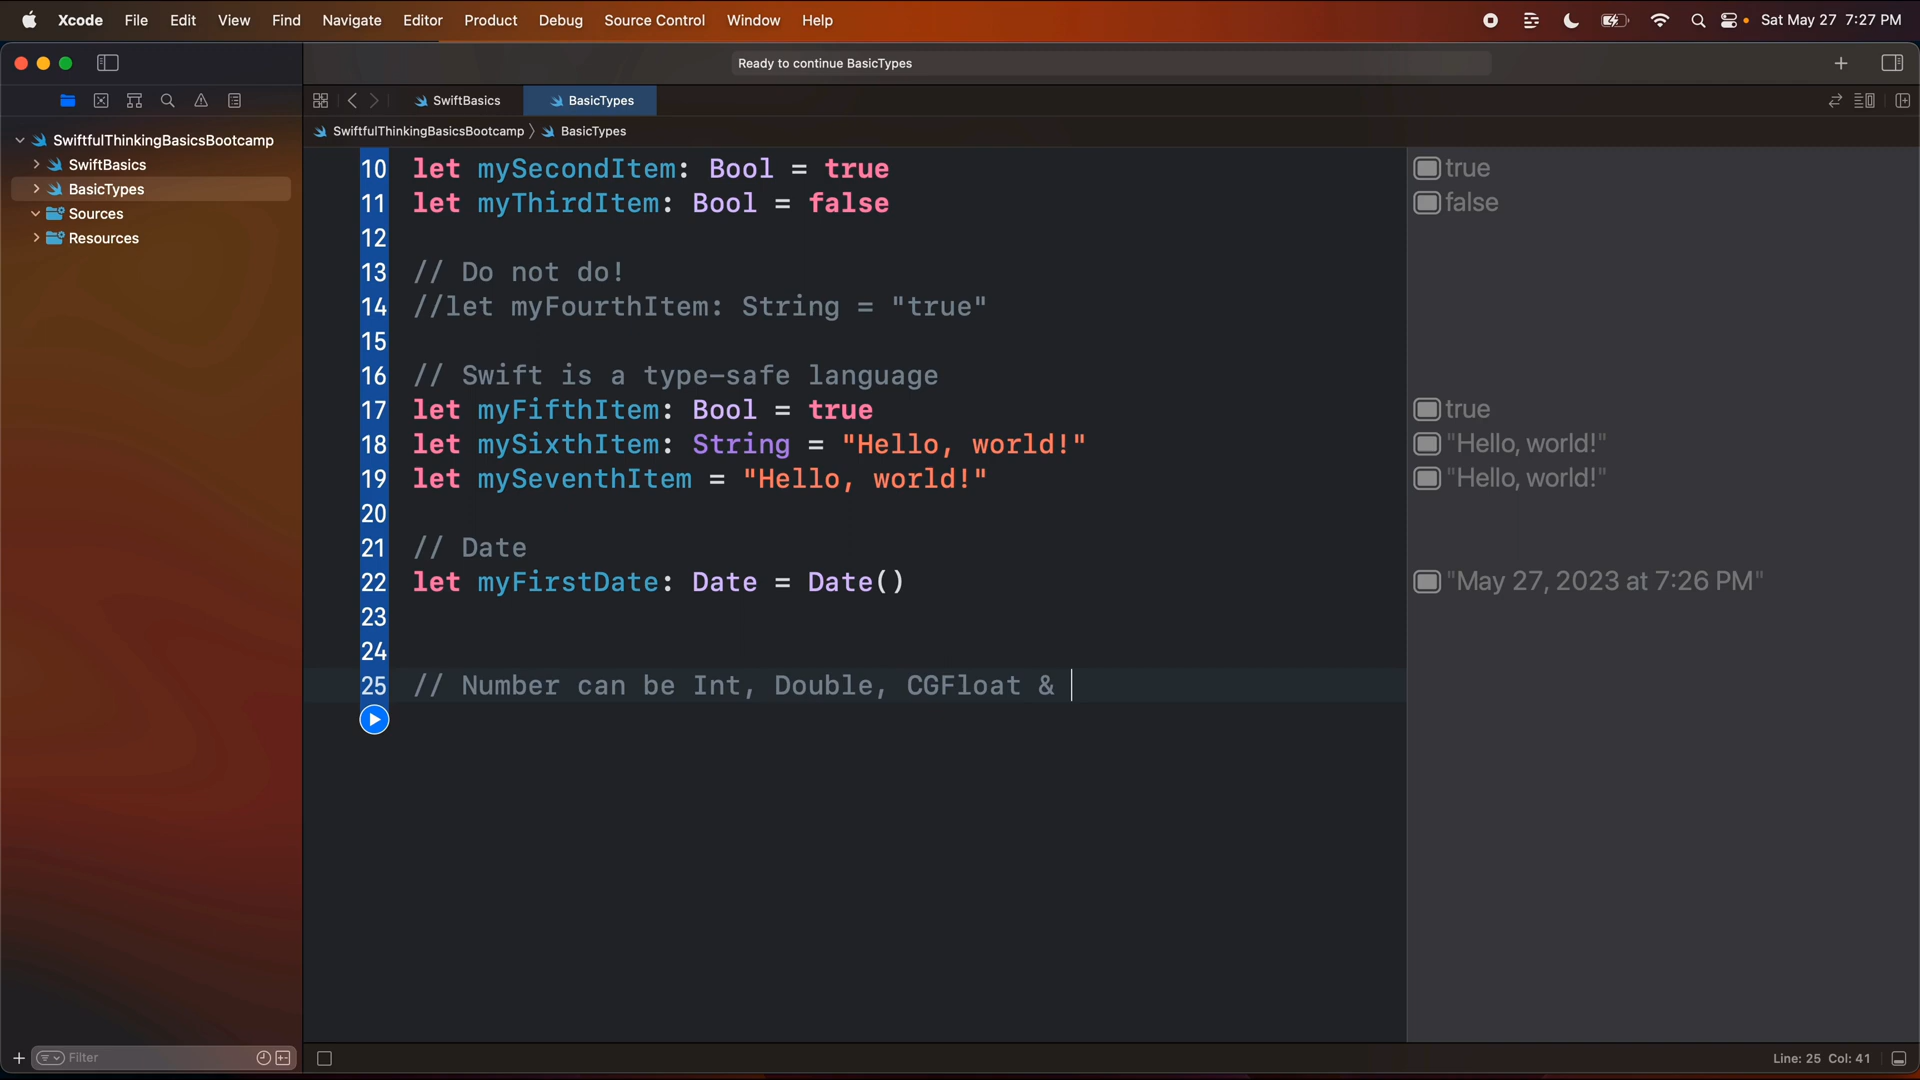 Xcode File Edit View Find Navigate Editor Product Debug Source Control Window Help Sat May 27 7:27 PM
Ready to continue BasicTypes
SwiftBasics BasicTypes
SwiftfulThinkingBasicsBootcamp BasicTypes
SwiftfulThinkingBasicsBootcamp
SwiftBasics
BasicTypes
Sources
Resources
10 let mySecondItem: Bool = true
11 let myThirdItem: Bool = false
12
13 // Do not do!
14 //let myFourthItem: String = "true"
15
16 // Swift is a type-safe language
17 let myFifthItem: Bool = true
18 let mySixthItem: String = "Hello, world!"
19 let mySeventhItem = "Hello, world!"
20
21 // Date
22 let myFirstDate: Date = Date()
23
24
25 // Number can be Int, Double, CGFloat &
true
false
true
"Hello, world!"
"Hello, world!"
"May 27, 2023 at 7:26 PM"
Filter
Line: 25 Col: 41